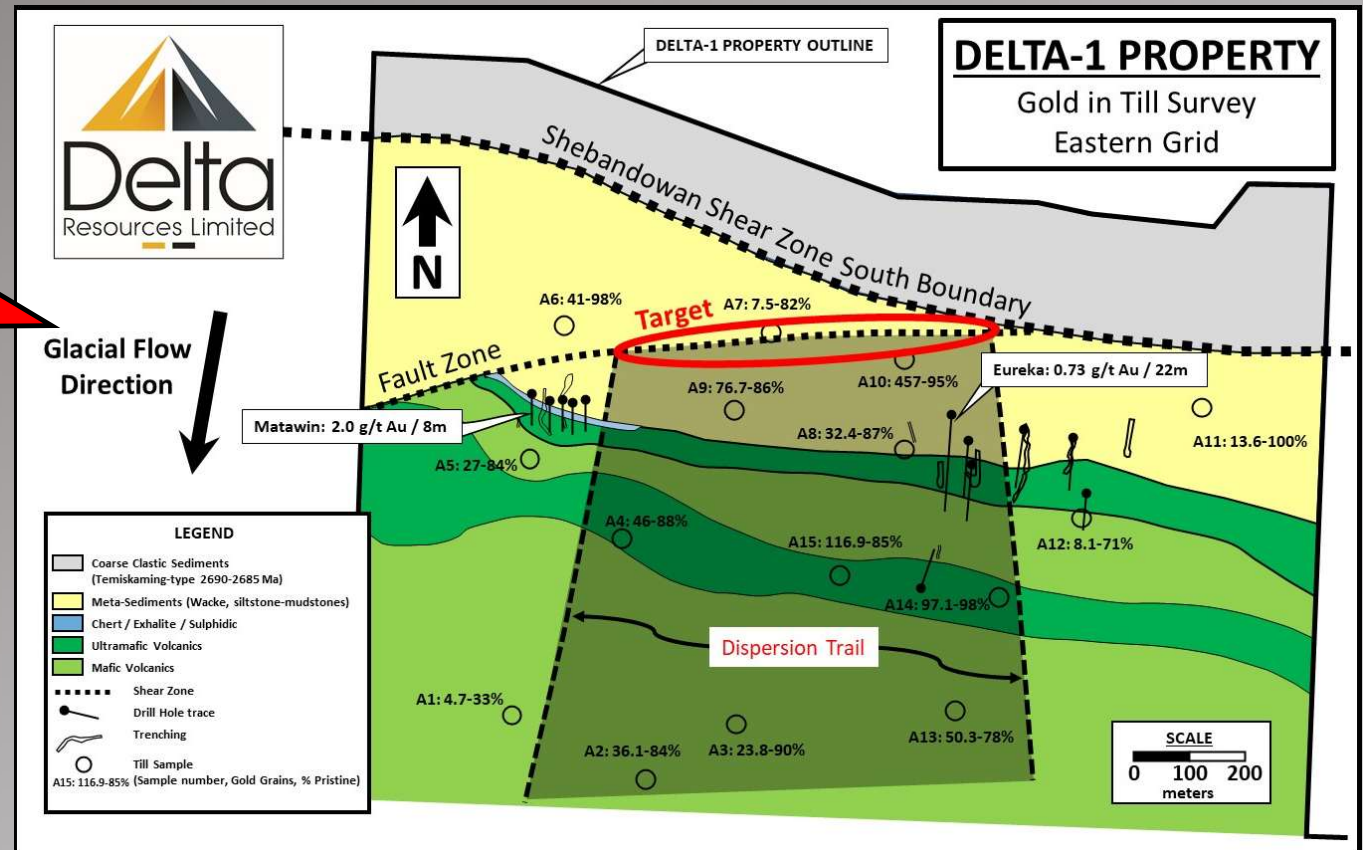 Delta
Resources Limited
DELTA-1 PROPERTY OUTLINE
DELTA-1 PROPERTY
Gold in Till Survey
Eastern Grid
Shebandowan Shear Zone South Boundary
N
Glacial Flow
Direction
A6: 41-98%
A7: 7.5-82%
Target
Fault Zone
A9: 76.7-86%
A10: 457-95%
Eureka: 0.73 g/t Au / 22m
Matawin: 2.0 g/t Au / 8m
A8: 32.4-87%
A11: 13.6-100%
A5: 27-84%
A4: 46-88%
A15: 116.9-85%
A12: 8.1-71%
A14: 97.1-98%
Dispersion Trail
A1: 4.7-33%
A2: 36.1-84%
A3: 23.8-90%
A13: 50.3-78%
LEGEND
Coarse Clastic Sediments
(Temiskaming-type 2690-2685 Ma)
Meta-Sediments (Wacke, siltstone-mudstones)
Chert / Exhalite / Sulphidic
Ultramafic Volcanics
Mafic Volcanics
Shear Zone
Drill Hole trace
Trenching
Till Sample
A15: 116.9-85% (Sample number, Gold Grains, % Pristine)
SCALE
0 100 200
meters